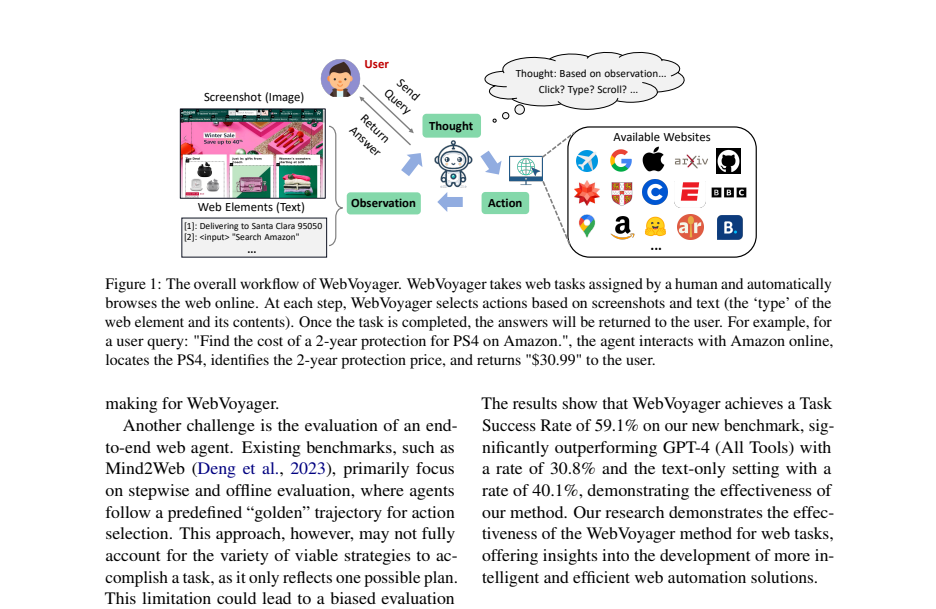 User
Send
Query
Return
Answer
Thought: Based on observation...
Click? Type? Scroll? ...
Screenshot (Image)
Winter Sale
Save up to 40%
Thought
Available Websites
arXiv
BBC
Web Elements (Text)
Observation
Action
a
air
B.
[1]: Delivering to Santa Clara 95050
[2]: <input> "Search Amazon"
...
...
Figure 1: The overall workflow of WebVoyager. WebVoyager takes web tasks assigned by a human and automatically
browses the web online. At each step, WebVoyager selects actions based on screenshots and text (the ‘type’ of the
web element and its contents). Once the task is completed, the answers will be returned to the user. For example, for
a user query: "Find the cost of a 2-year protection for PS4 on Amazon.", the agent interacts with Amazon online,
locates the PS4, identifies the 2-year protection price, and returns "$30.99" to the user.
making for WebVoyager.
Another challenge is the evaluation of an end-
to-end web agent. Existing benchmarks, such as
Mind2Web (Deng et al., 2023), primarily focus
on stepwise and offline evaluation, where agents
follow a predefined “golden” trajectory for action
selection. This approach, however, may not fully
account for the variety of viable strategies to ac-
complish a task, as it only reflects one possible plan.
This limitation could lead to a biased evaluation
The results show that WebVoyager achieves a Task
Success Rate of 59.1% on our new benchmark, sig-
nificantly outperforming GPT-4 (All Tools) with
a rate of 30.8% and the text-only setting with a
rate of 40.1%, demonstrating the effectiveness of
our method. Our research demonstrates the effec-
tiveness of the WebVoyager method for web tasks,
offering insights into the development of more in-
telligent and efficient web automation solutions.